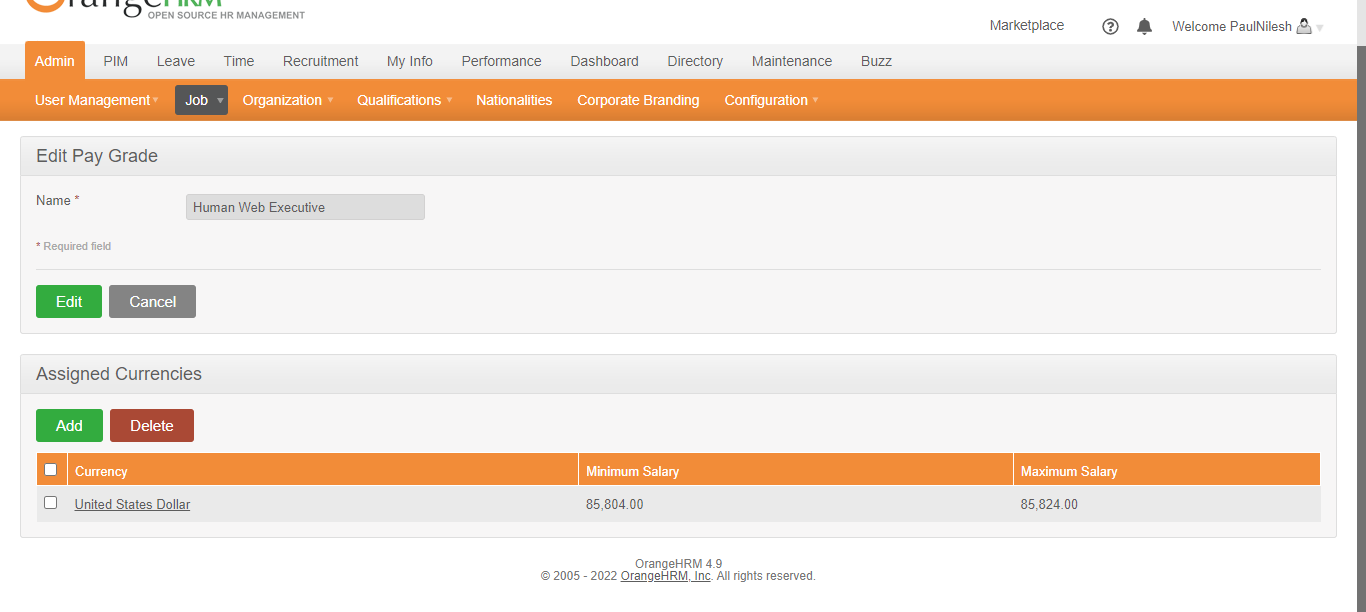 OrangeHRM
OPEN SOURCE HR MANAGEMENT
Marketplace
Welcome PaulNilesh
Admin PIM Leave Time Recruitment My Info Performance Dashboard Directory Maintenance Buzz
User Management Job Organization Qualifications Nationalities Corporate Branding Configuration
Edit Pay Grade
Name * Human Web Executive
* Required field
Edit Cancel
Assigned Currencies
Add Delete
Currency Minimum Salary Maximum Salary
United States Dollar 85,804.00 85,824.00
OrangeHRM 4.9
© 2005 - 2022 OrangeHRM, Inc. All rights reserved.